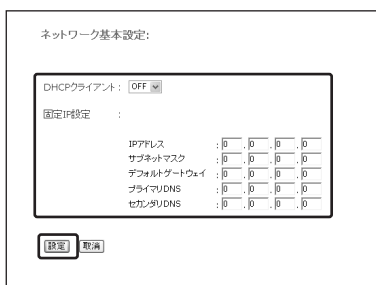 ネットワーク基本設定:
DHCPクライアント : OFF
固定IP設定 :
IPアドレス : 0 . 0 . 0 . 0
サブネットマスク : 0 . 0 . 0 . 0
デフォルトゲートウェイ : 0 . 0 . 0 . 0
プライマリDNS : 0 . 0 . 0 . 0
セカンダリDNS : 0 . 0 . 0 . 0
設定 取消